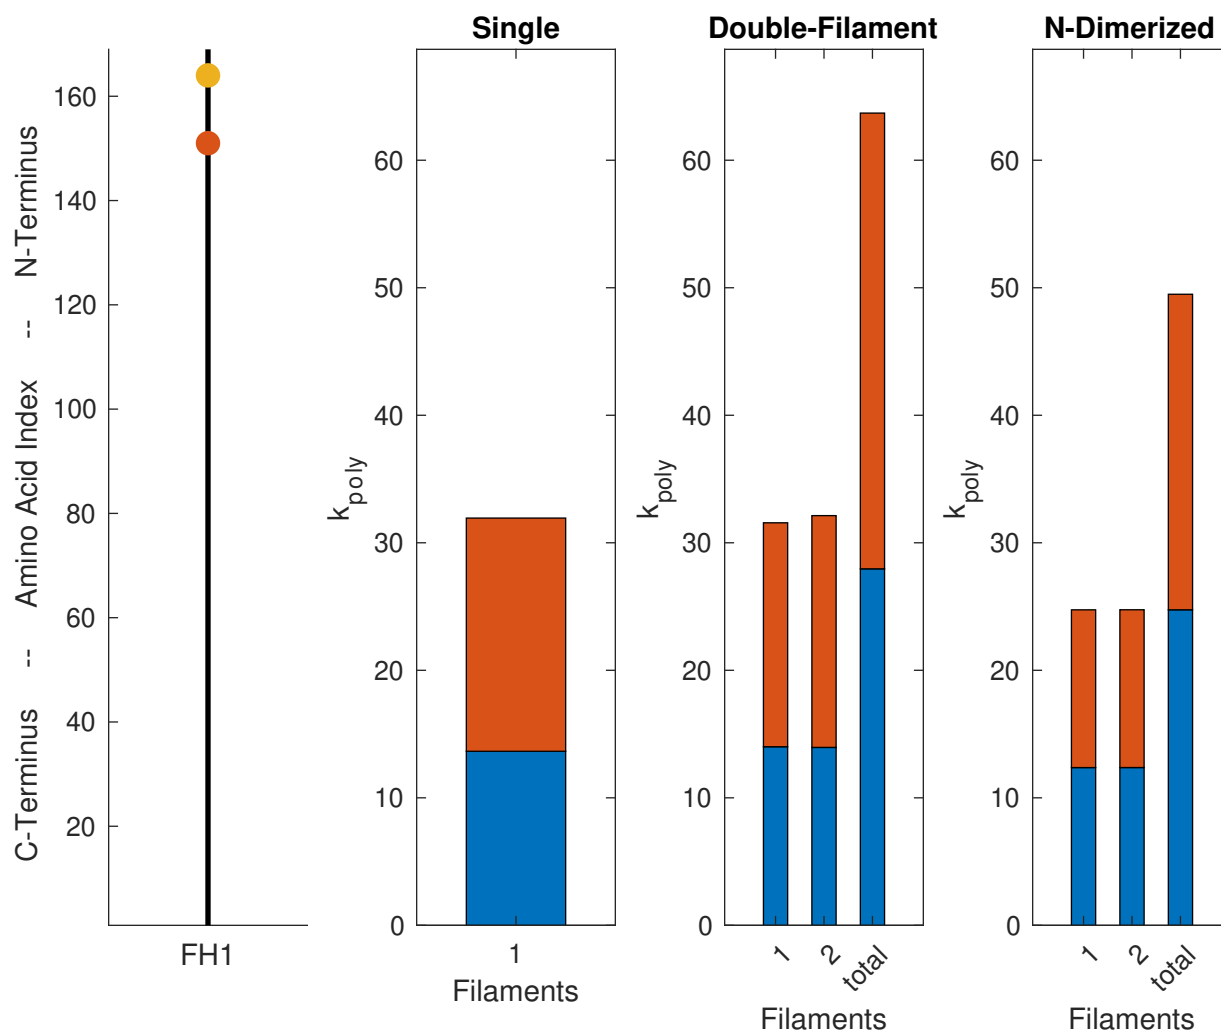 Single
Double-Filament
N-Dimerized
C-Terminus -- Amino Acid Index -- N-Terminus
160
140
120
100
80
60
40
20
FH1
k_poly
60
50
40
30
20
10
0
1
Filaments
k_poly
60
50
40
30
20
10
0
1
2
total
Filaments
k_poly
60
50
40
30
20
10
0
1
2
total
Filaments